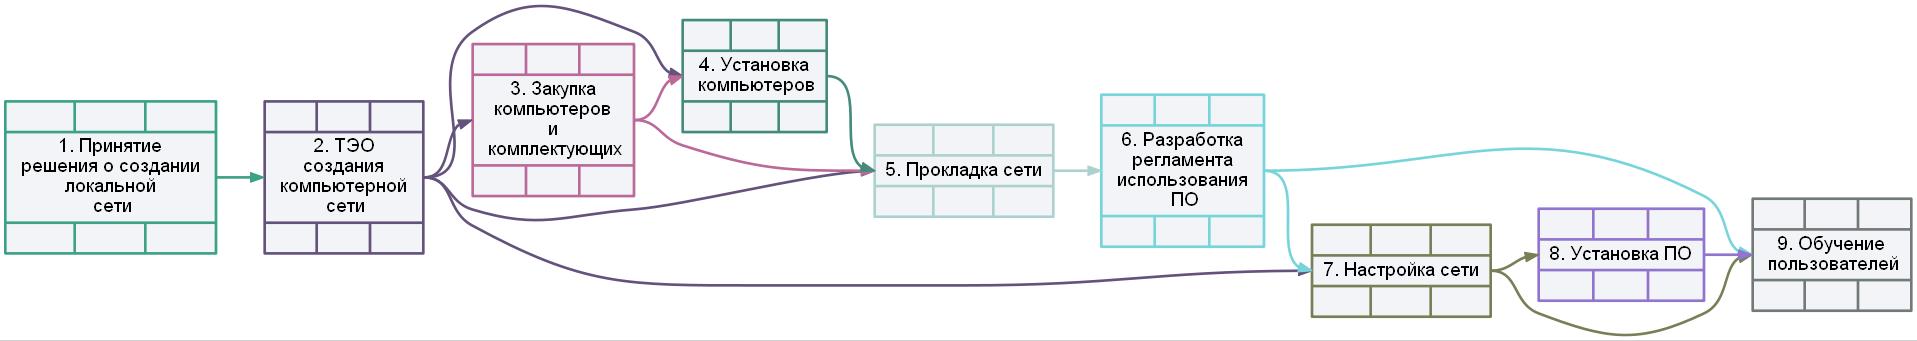 1. Принятие
решения о создании
локальной
сети
2. ТЭО
создания
компьютерной
сети
3. Закупка
компьютеров
и
комплектующих
4. Установка
компьютеров
5. Прокладка сети
6. Разработка
регламента
использования
ПО
7. Настройка сети
8. Установка ПО
9. Обучение
пользователей